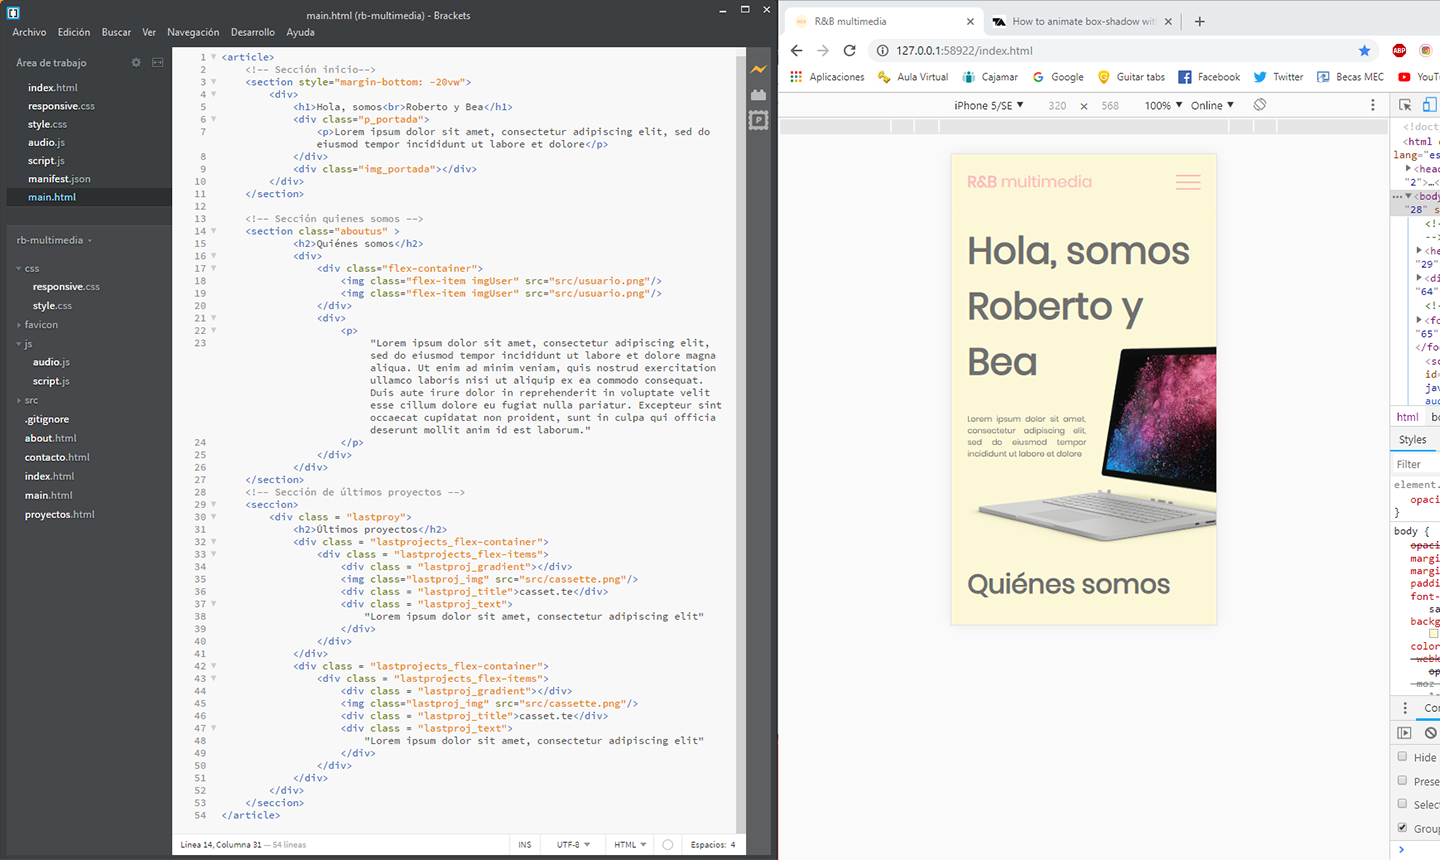 main.html (rb-multimedia) - Brackets
Archivo Edición Buscar Ver Navegación Desarrollo Ayuda
Área de trabajo
index.html
responsive.css
style.css
audio.js
script.js
manifest.json
main.html
rb-multimedia
css
responsive.css
style.css
favicon
js
audio.js
script.js
src
.gitignore
about.html
contacto.html
index.html
main.html
proyectos.html
1 <article>
2 <!-- Sección inicio-->
3 <section style="margin-bottom: -20vw">
4 <div>
5 <h1>Hola, somos<br>Roberto y Bea</h1>
6 <div class="p_portada">
7 <p>Lorem ipsum dolor sit amet, consectetur adipiscing elit, sed do
eiusmod tempor incididunt ut labore et dolore</p>
8 </div>
9 <div class="img_portada"></div>
10 </div>
11 </section>
12
13 <!-- Sección quienes somos -->
14 <section class="aboutus" >
15 <h2>Quiénes somos</h2>
16 <div>
17 <div class="flex-container">
18 <img class="flex-item imgUser" src="src/usuario.png"/>
19 <img class="flex-item imgUser" src="src/usuario.png"/>
20 </div>
21 <div>
22 <p>
23 "Lorem ipsum dolor sit amet, consectetur adipiscing elit,
sed do eiusmod tempor incididunt ut labore et dolore magna
aliqua. Ut enim ad minim veniam, quis nostrud exercitation
ullamco laboris nisi ut aliquip ex ea commodo consequat.
Duis aute irure dolor in reprehenderit in voluptate velit
esse cillum dolore eu fugiat nulla pariatur. Excepteur sint
occaecat cupidatat non proident, sunt in culpa qui officia
deserunt mollit anim id est laborum."
24 </p>
25 </div>
26 </div>
27 </section>
28 <!-- Sección de últimos proyectos -->
29 <seccion>
30 <div class = "lastproy">
31 <h2>Últimos proyectos</h2>
32 <div class = "lastprojects_flex-container">
33 <div class = "lastprojects_flex-items">
34 <div class = "lastproj_gradient"></div>
35 <img class="lastproj_img" src="src/cassette.png"/>
36 <div class = "lastproj_title">casset.te</div>
37 <div class = "lastproj_text">
38 "Lorem ipsum dolor sit amet, consectetur adipiscing elit"
39 </div>
40 </div>
41 </div>
42 <div class = "lastprojects_flex-container">
43 <div class = "lastprojects_flex-items">
44 <div class = "lastproj_gradient"></div>
45 <img class="lastproj_img" src="src/cassette.png"/>
46 <div class = "lastproj_title">casset.te</div>
47 <div class = "lastproj_text">
48 "Lorem ipsum dolor sit amet, consectetur adipiscing elit"
49 </div>
50 </div>
51 </div>
52 </div>
53 </seccion>
54 </article>
Línea 14, Columna 31 — 54 líneas INS UTF-8 HTML Espacios: 4
R&B multimedia How to animate box-shadow wit
127.0.0.1:58922/index.html ABP
Aplicaciones Aula Virtual Cajamar Google Guitar tabs Facebook Twitter Becas MEC YouT
iPhone 5/SE 320 × 568 100% Online
R&B multimedia
Hola, somos
Roberto y
Bea
Lorem ipsum dolor sit amet,
consectetur adipiscing elit,
sed do eiusmod tempor
incididunt ut labore et dolore
Quiénes somos
<!doct
<html
lang="es
<head
"2">…<
<body
"28" s
<!-
-->
<he
"29"
<di
"64"
<!-
<fo
"65"
</foo
<sc
id=
jav
aud
html bo
Styles
Filter
element.
opaci
}
body {
opaci
margi
margi
paddi
font-
sa
backg
color
-webk
op
-moz
Con
Hide
Prese
Selec
Group